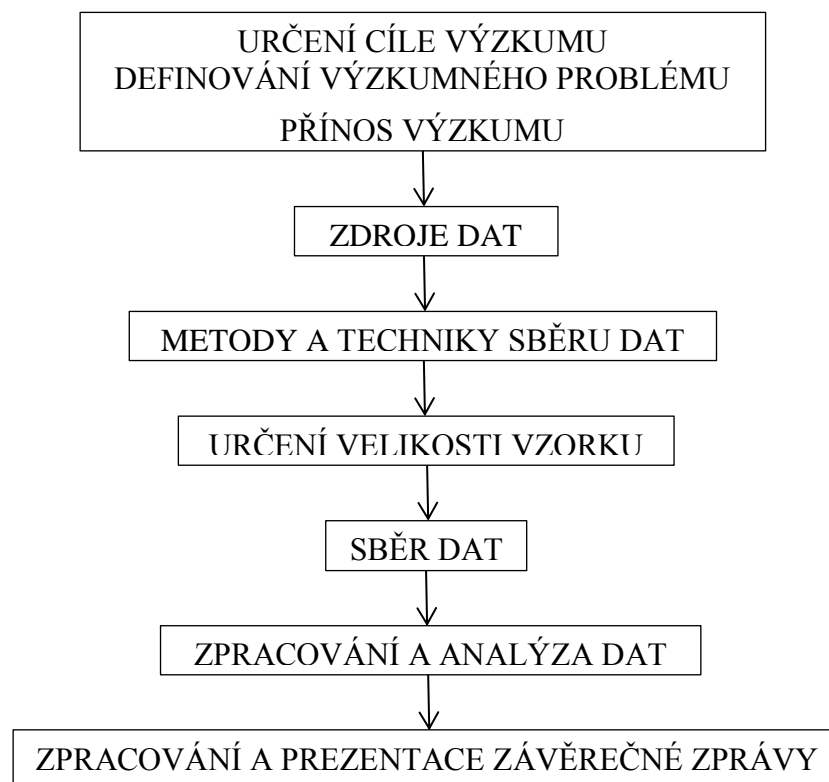 URČENÍ CÍLE VÝZKUMU
DEFINOVÁNÍ VÝZKUMNÉHO PROBLÉMU
PŘÍNOS VÝZKUMU
ZDROJE DAT
METODY A TECHNIKY SBĚRU DAT
URČENÍ VELIKOSTI VZORKU
SBĚR DAT
ZPRACOVÁNÍ A ANALÝZA DAT
ZPRACOVÁNÍ A PREZENTACE ZÁVĚREČNÉ ZPRÁVY